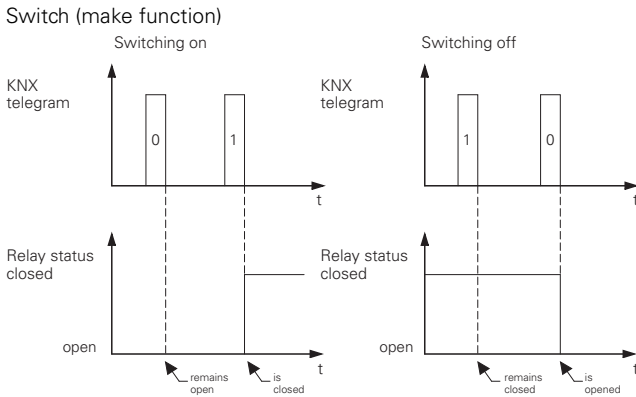 Switch (make function)
Switching on
KNX
telegram
0
1
t
Relay status
closed
open
t
remains
open
is
closed
Switching off
KNX
telegram
1
0
t
Relay status
closed
open
t
remains
closed
is
opened